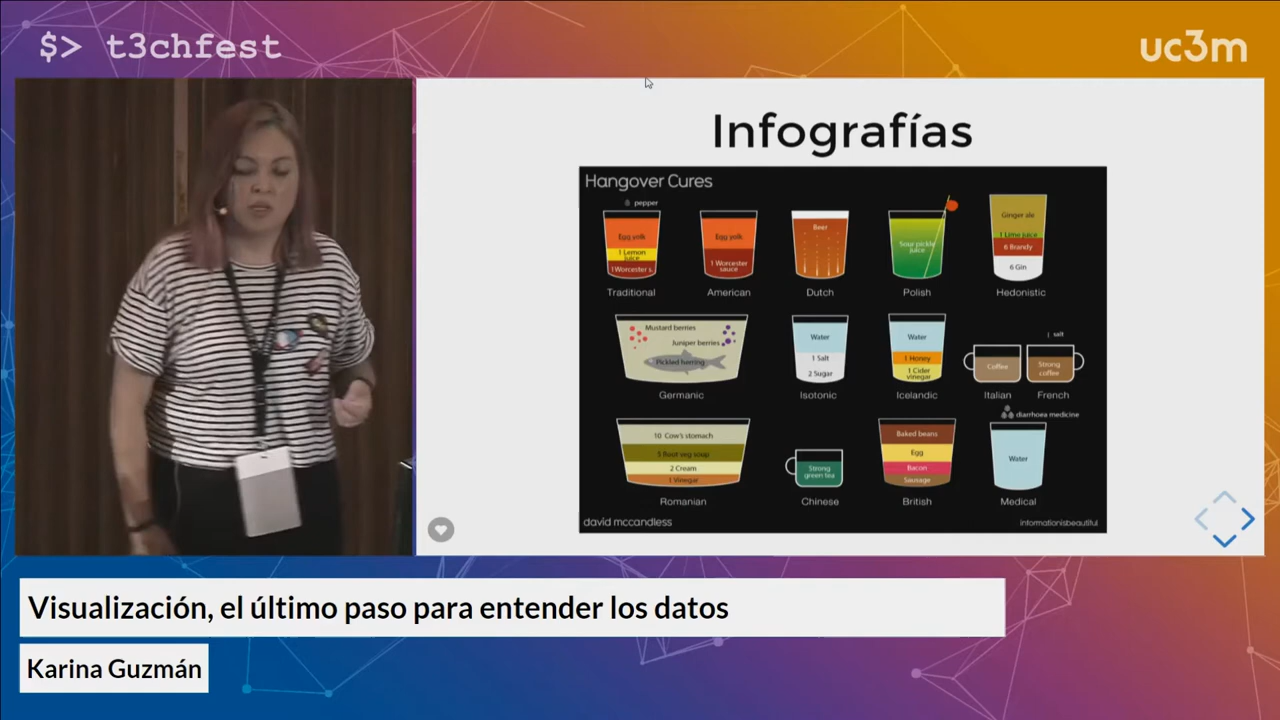 $> t3chfest
uc3m
Infografías
Hangover Cures
pepper
Egg yolk
1 Lemon
juice
1Worcester s.
Traditional
Egg yolk
1 Worcester
sauce
American
Beer
Dutch
Sour pickle
juice
Polish
Ginger ale
1 Lime juice
6 Brandy
6 Gin
Hedonistic
Mustard berries
Juniper berries
Pickled herring
Germanic
Water
1 Salt
2 Sugar
Isotonic
Water
1 Honey
1 Cider
vinegar
Icelandic
Coffee
Italian
salt
Strong
coffee
French
10 Cow's stomach
5 Root veg soup
2 Cream
1 Vinegar
Romanian
Strong
green tea
Chinese
Baked beans
Egg
Bacon
Sausage
British
diarrhoea medicine
Water
Medical
david mccandless
informationisbeautiful
Visualización, el último paso para entender los datos
Karina Guzmán